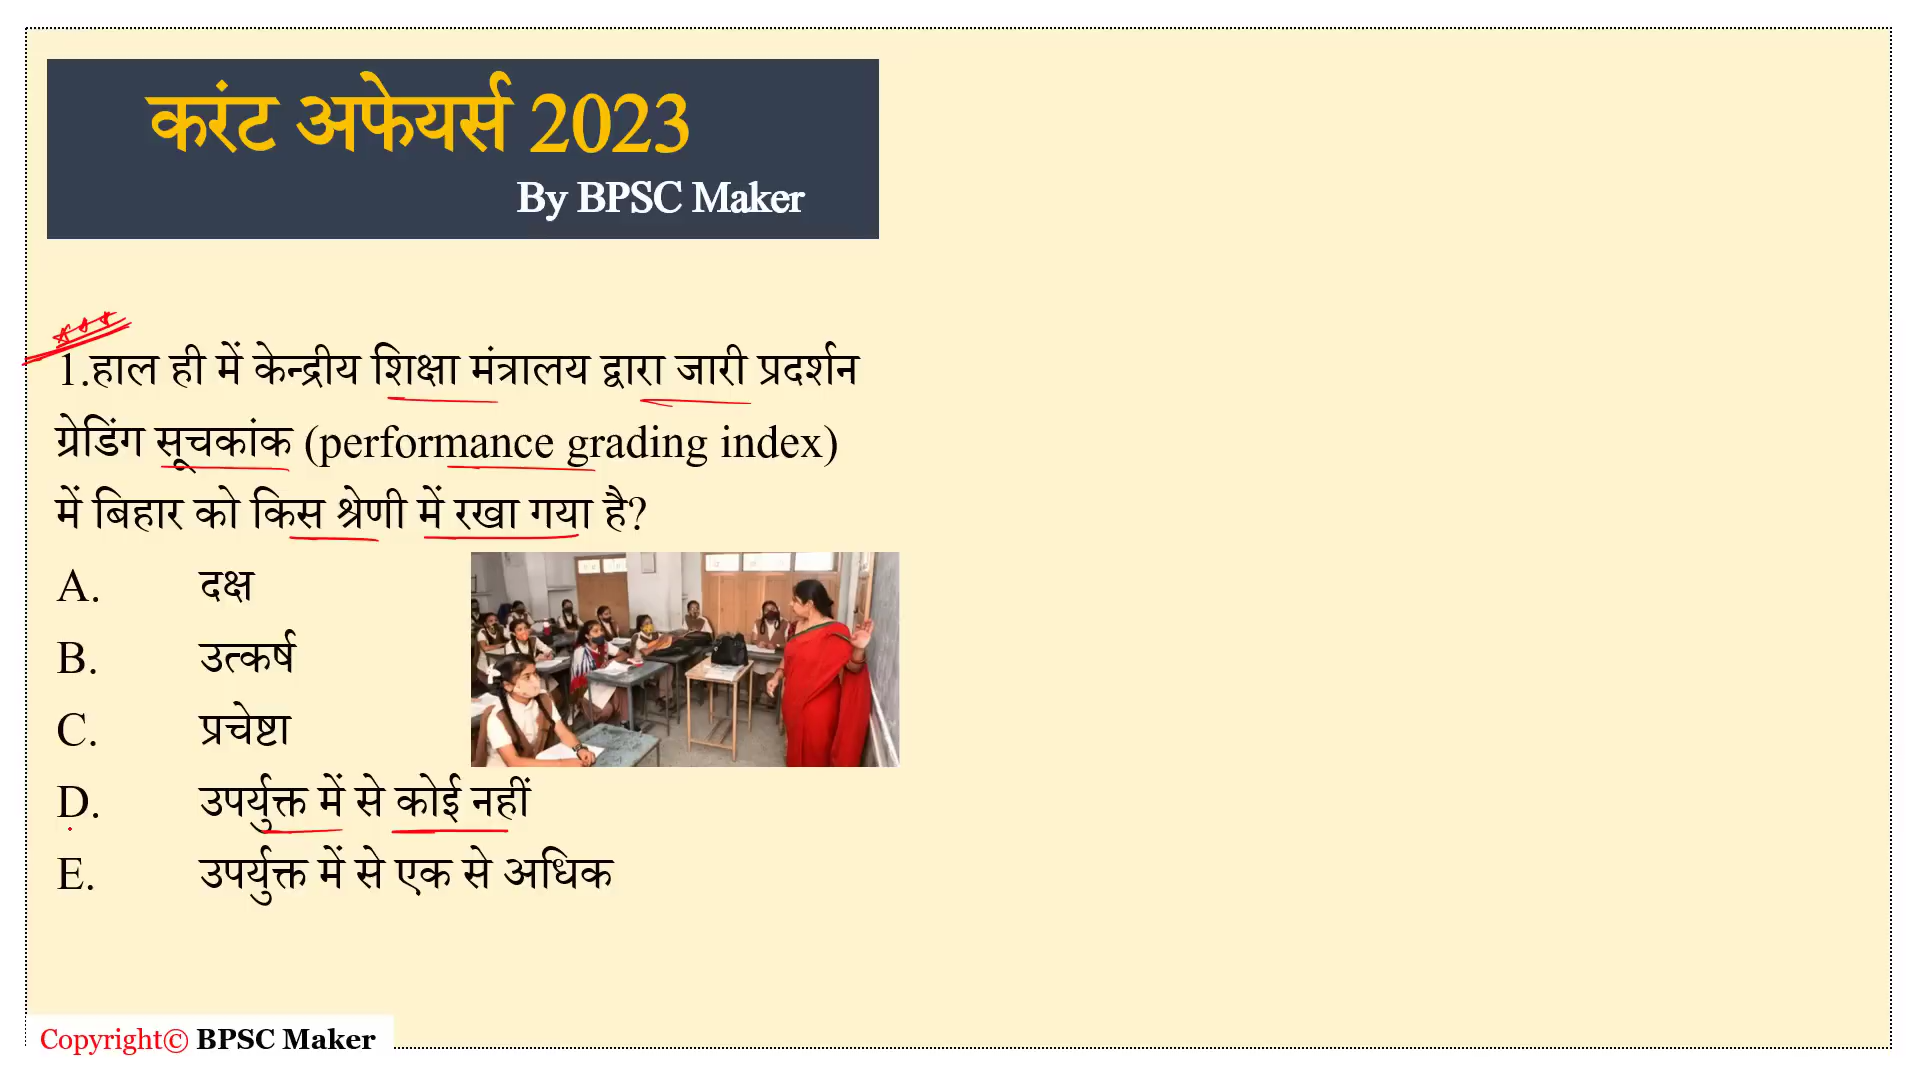 करंट अफेयर्स 2023
By BPSC Maker
1.हाल ही में केन्द्रीय शिक्षा मंत्रालय द्वारा जारी प्रदर्शन
ग्रेडिंग सूचकांक (performance grading index)
में बिहार को किस श्रेणी में रखा गया है?
A. दक्ष
B. उत्कर्ष
C. प्रचेष्टा
D. उपर्युक्त में से कोई नहीं
E. उपर्युक्त में से एक से अधिक
Copyright© BPSC Maker